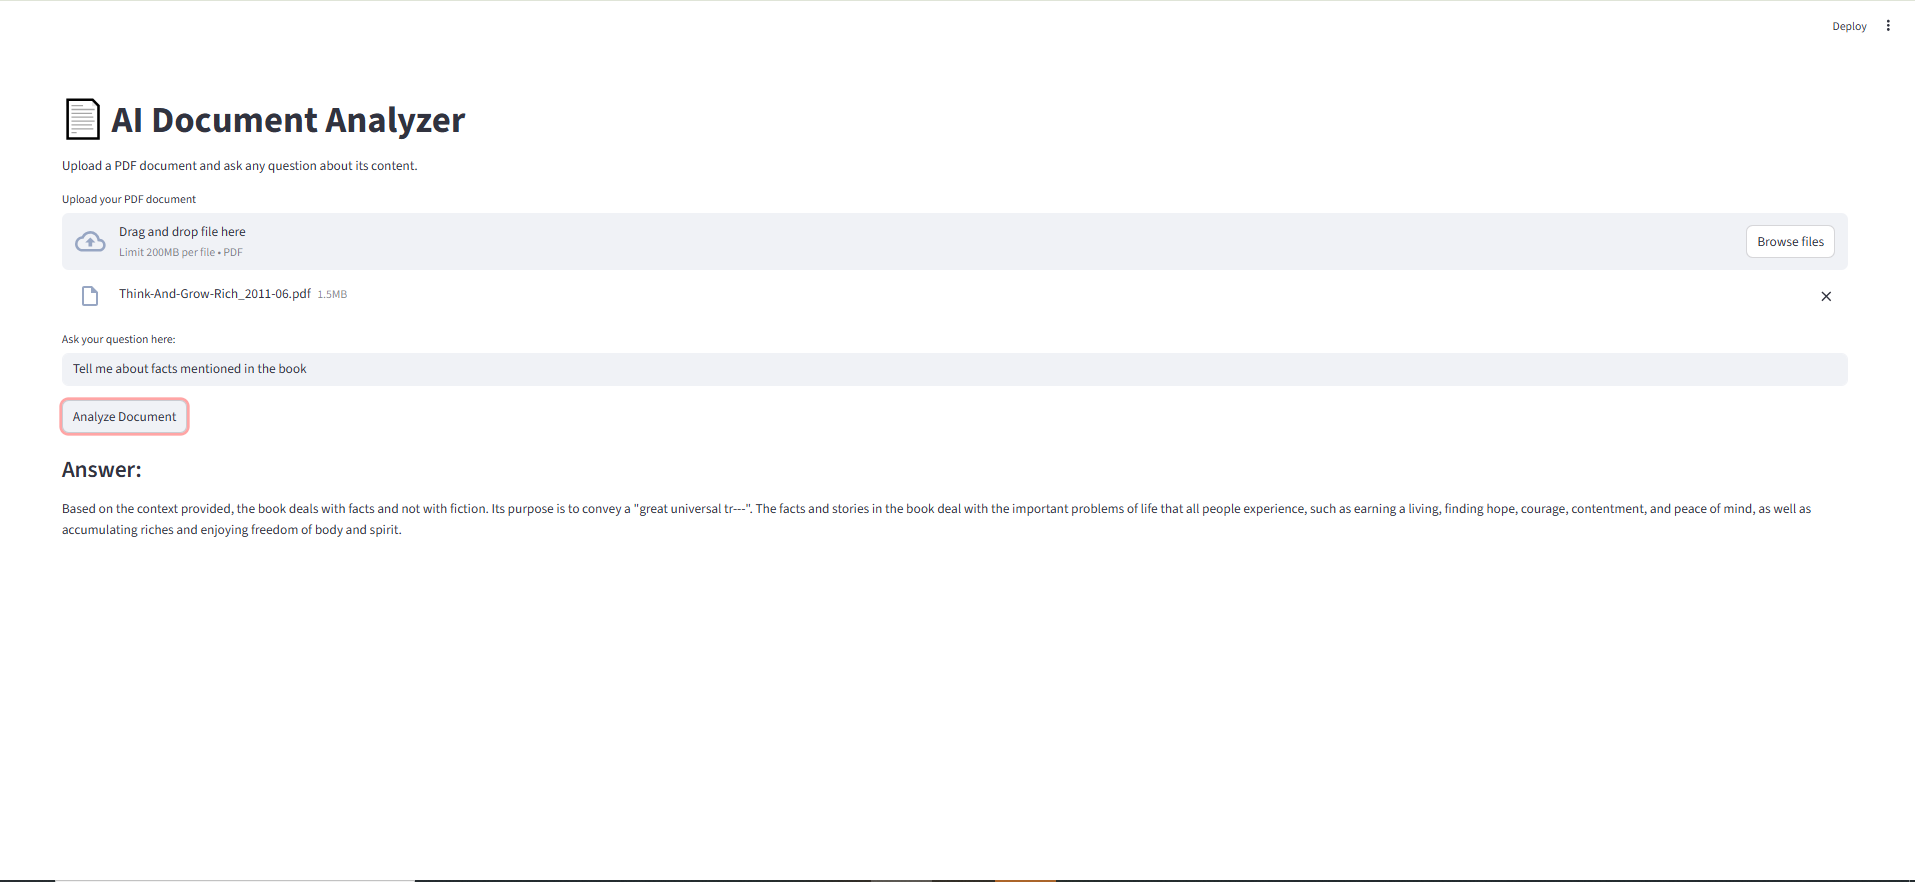 Deploy
AI Document Analyzer
Upload a PDF document and ask any question about its content.
Upload your PDF document
Drag and drop file here
Limit 200MB per file • PDF
Browse files
Think-And-Grow-Rich_2011-06.pdf 1.5MB
Ask your question here:
Tell me about facts mentioned in the book
Analyze Document
Answer:
Based on the context provided, the book deals with facts and not with fiction. Its purpose is to convey a "great universal tr---". The facts and stories in the book deal with the important problems of life that all people experience, such as earning a living, finding hope, courage, contentment, and peace of mind, as well as
accumulating riches and enjoying freedom of body and spirit.